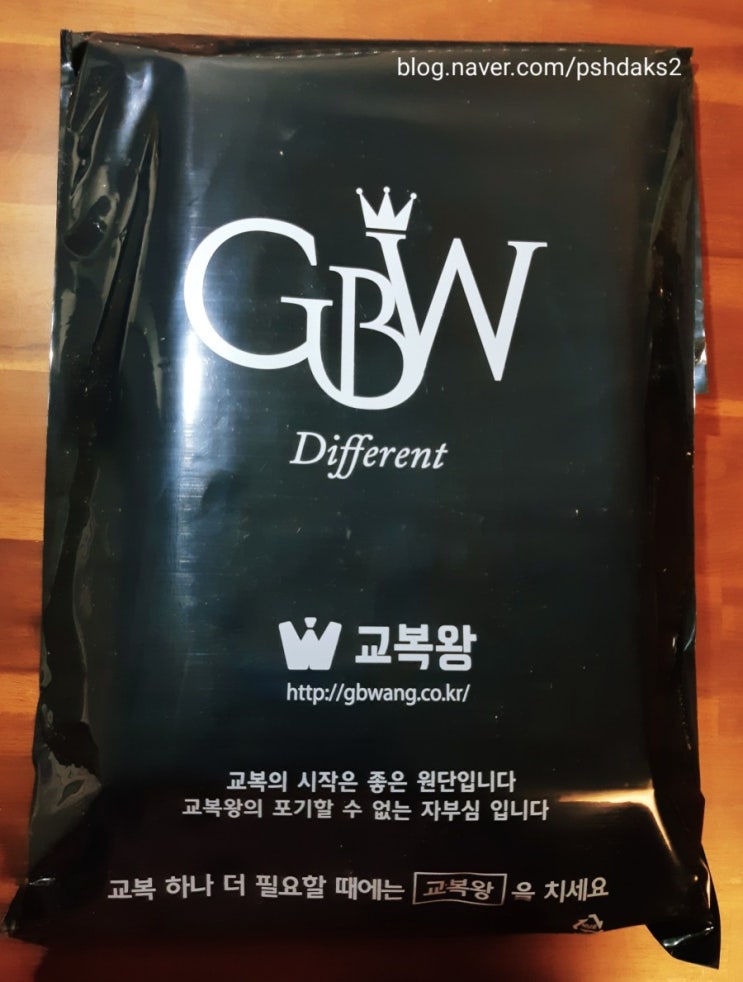 blog.naver.com/pshdaks2
GBW
Different
교복왕
http://gbwang.co.kr/
교복의 시작은 좋은 원단입니다
교복왕의 포기할 수 없는 자부심 입니다
교복 하나 더 필요할 때에는 교복왕 을 치세요